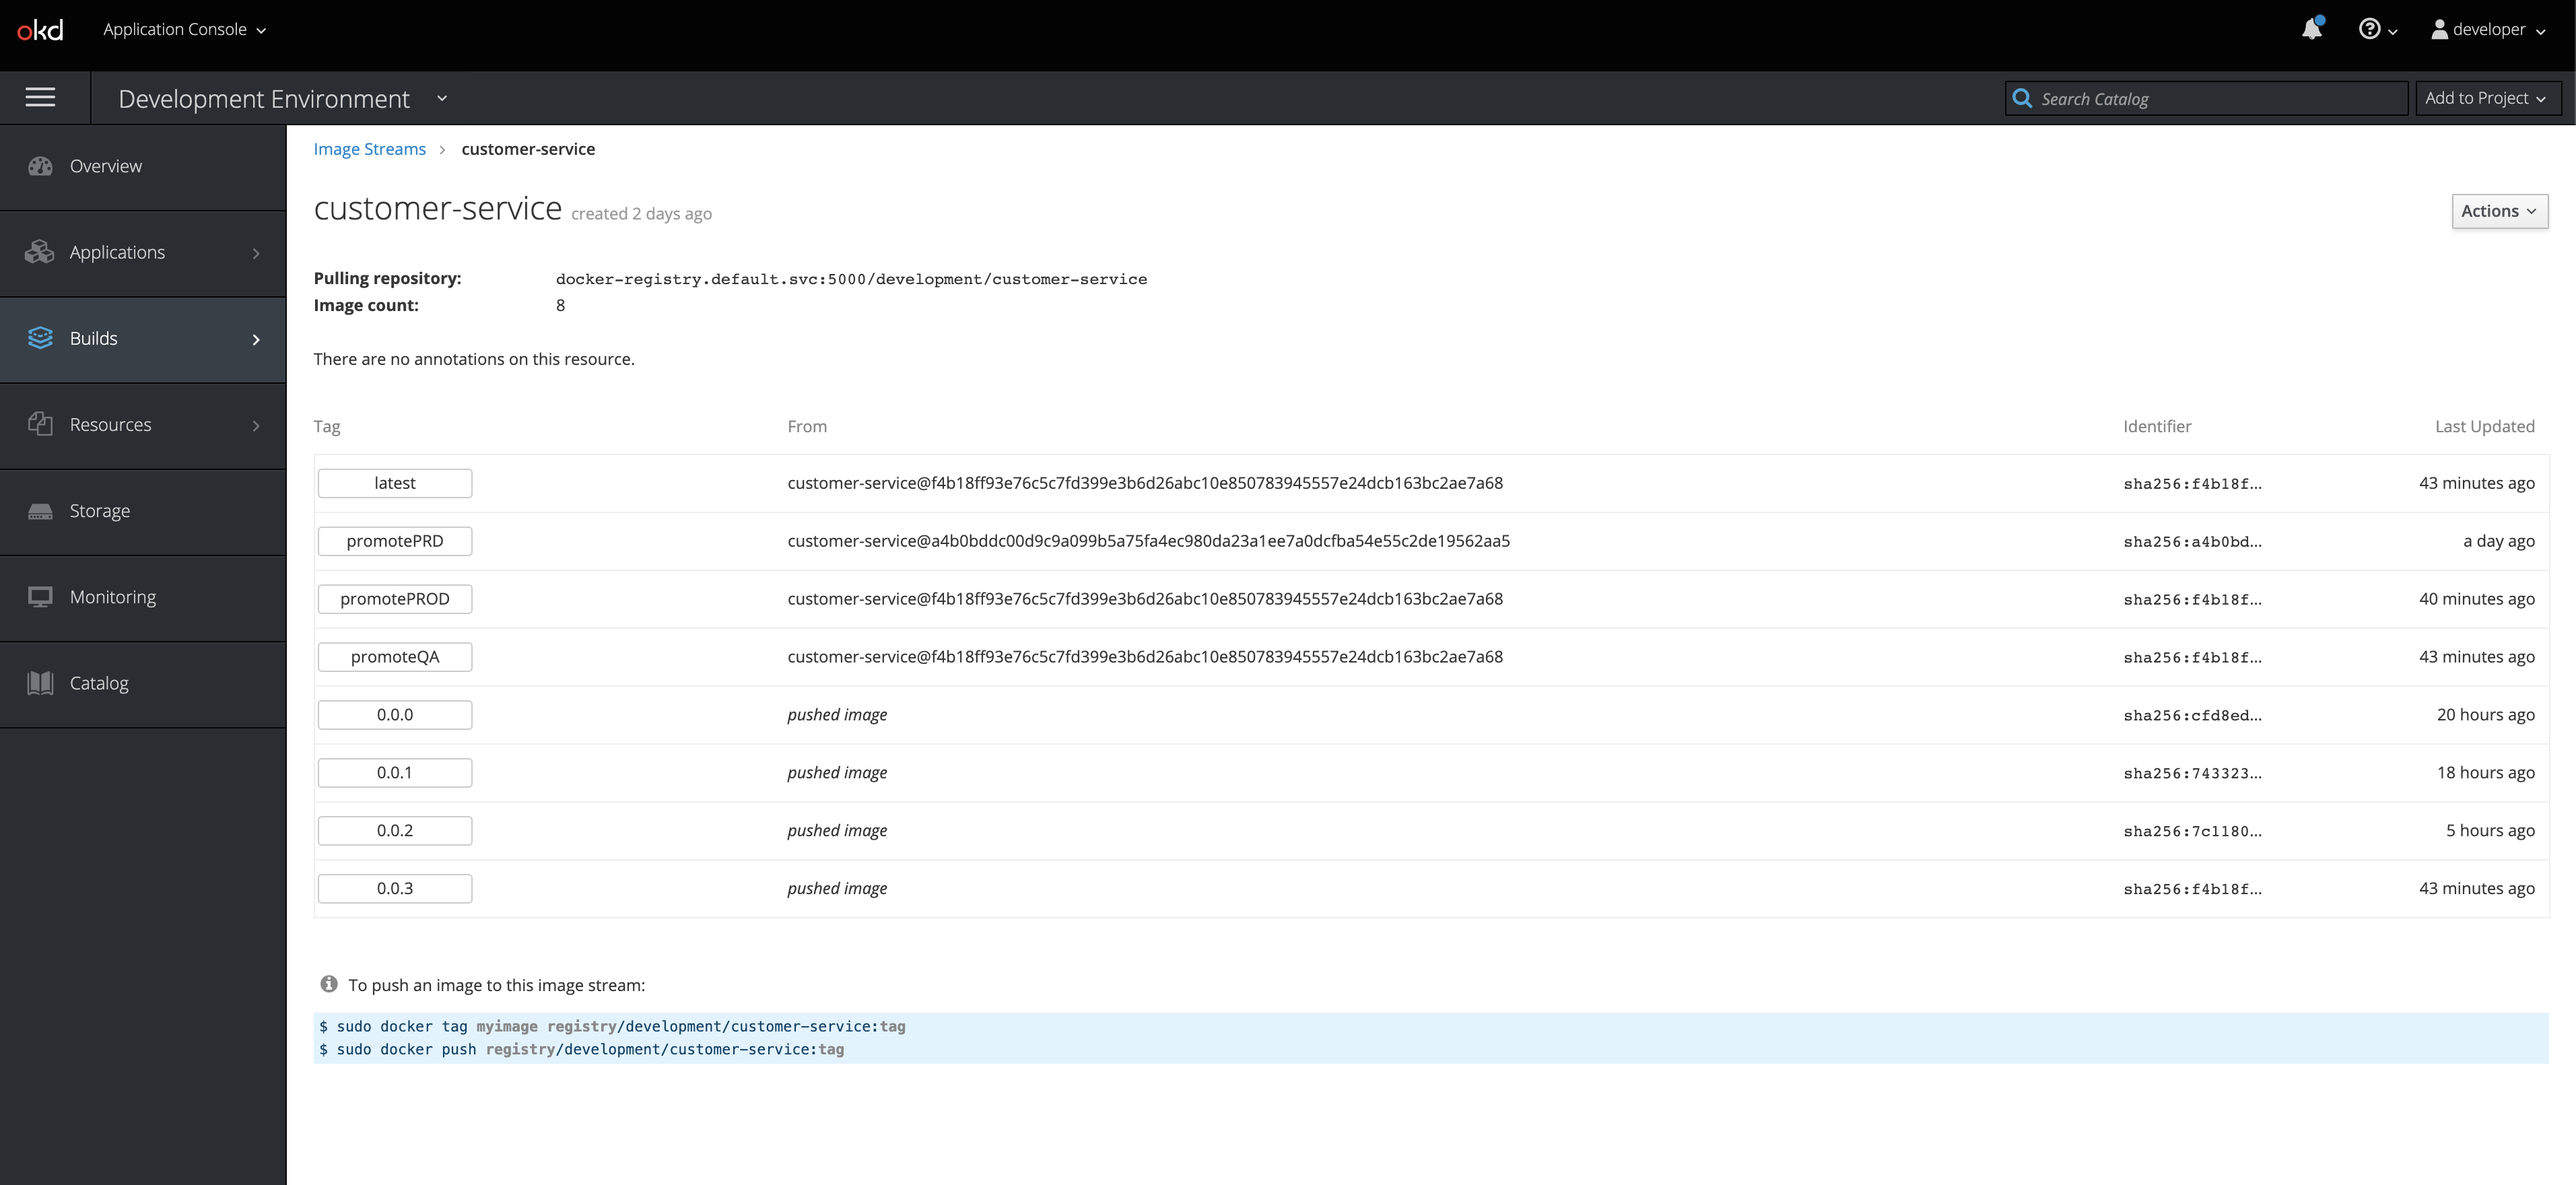 okd Application Console developer
Development Environment Search Catalog Add to Project
Overview
Applications
Builds
Resources
Storage
Monitoring
Catalog
Image Streams > customer-service
customer-service created 2 days ago Actions
Pulling repository: docker-registry.default.svc:5000/development/customer-service
Image count: 8
There are no annotations on this resource.
Tag From Identifier Last Updated
latest customer-service@f4b18ff93e76c5c7fd399e3b6d26abc10e850783945557e24dcb163bc2ae7a68 sha256:f4b18f... 43 minutes ago
promotePRD customer-service@a4b0bddc00d9c9a099b5a75fa4ec980da23a1ee7a0dcfba54e55c2de19562aa5 sha256:a4b0bd... a day ago
promotePROD customer-service@f4b18ff93e76c5c7fd399e3b6d26abc10e850783945557e24dcb163bc2ae7a68 sha256:f4b18f... 40 minutes ago
promoteQA customer-service@f4b18ff93e76c5c7fd399e3b6d26abc10e850783945557e24dcb163bc2ae7a68 sha256:f4b18f... 43 minutes ago
0.0.0 pushed image sha256:cfd8ed... 20 hours ago
0.0.1 pushed image sha256:743323... 18 hours ago
0.0.2 pushed image sha256:7c1180... 5 hours ago
0.0.3 pushed image sha256:f4b18f... 43 minutes ago
To push an image to this image stream:
$ sudo docker tag myimage registry/development/customer-service:tag
$ sudo docker push registry/development/customer-service:tag